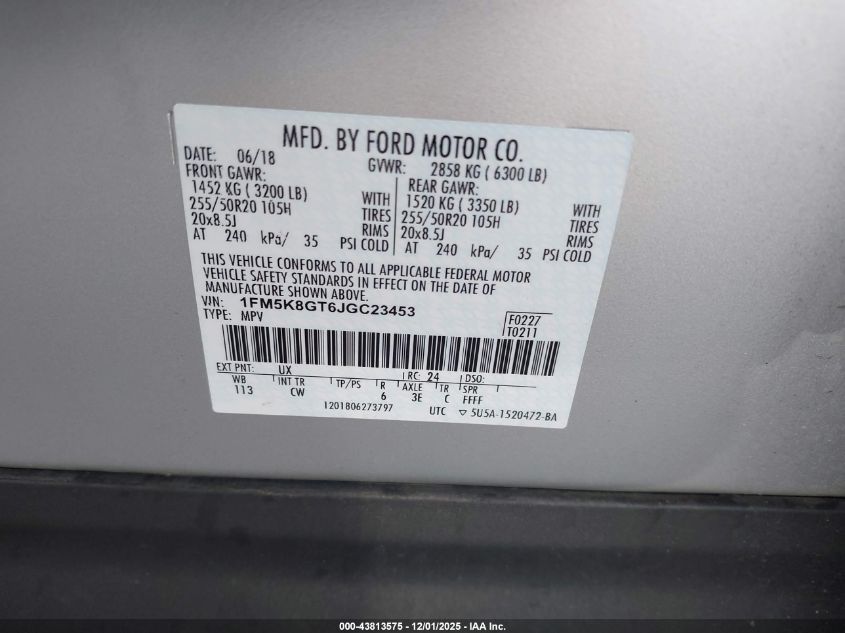 MFD. BY FORD MOTOR CO.
DATE: 06/18 GVWR: 2858 KG ( 6300 LB)
FRONT GAWR: REAR GAWR:
1452 KG ( 3200 LB) WITH 1520 KG ( 3350 LB) WITH
255/50R20 105H TIRES 255/50R20 105H TIRES
20x8.5J RIMS 20x8.5J RIMS
AT 240 kPa/ 35 PSI COLD AT 240 kPa/ 35 PSI COLD
THIS VEHICLE CONFORMS TO ALL APPLICABLE FEDERAL MOTOR
VEHICLE SAFETY STANDARDS IN EFFECT ON THE DATE OF
MANUFACTURE SHOWN ABOVE.
VIN: 1FM5K8GT6JGC23453 F0227
TYPE: MPV T0211
EXT PNT: UX RC: 24 DSO:
WB INT TR TP/PS R AXLE TR SPR
113 CW 6 3E C FFFF
1201806273797 UTC ▽ 5U5A-1520472-BA
000-43813575 - 12/01/2025 - IAA Inc.